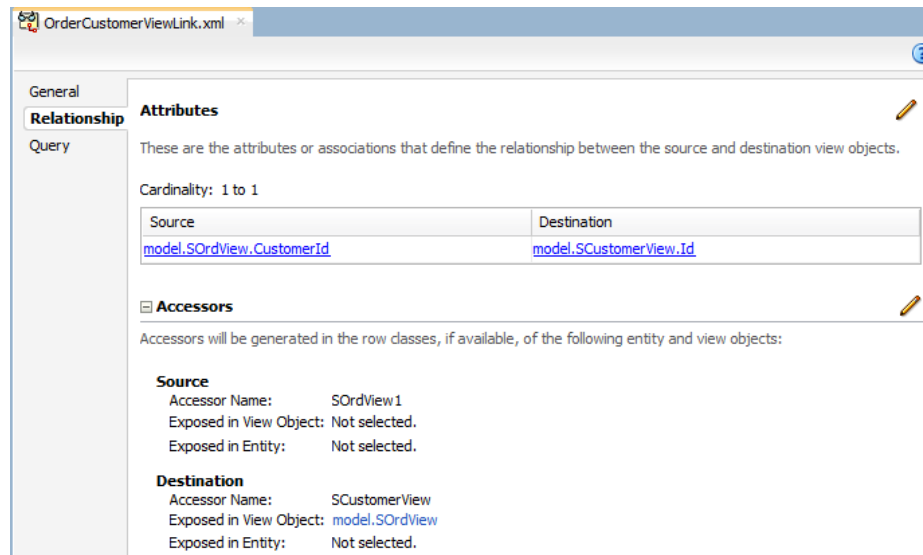 OrderCustomerViewLink.xml
General
Relationship
Query
Attributes
These are the attributes or associations that define the relationship between the source and destination view objects.
Cardinality: 1 to 1
Source Destination
model.SOrdView.CustomerId model.SCustomerView.Id
Accessors
Accessors will be generated in the row classes, if available, of the following entity and view objects:
Source
Accessor Name: SOrdView1
Exposed in View Object: Not selected.
Exposed in Entity: Not selected.
Destination
Accessor Name: SCustomerView
Exposed in View Object: model.SOrdView
Exposed in Entity: Not selected.